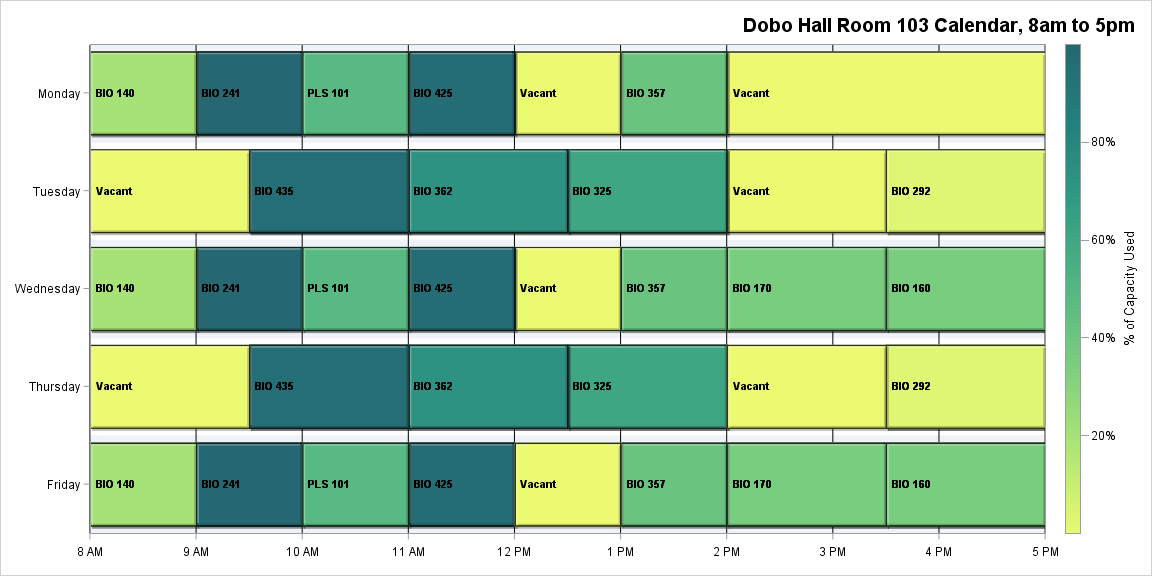 Dobo Hall Room 103 Calendar, 8am to 5pm
Monday
BIO 140
BIO 241
PLS 101
BIO 425
Vacant
BIO 357
Vacant
Tuesday
Vacant
BIO 435
BIO 362
BIO 325
Vacant
BIO 292
Wednesday
BIO 140
BIO 241
PLS 101
BIO 425
Vacant
BIO 357
BIO 170
BIO 160
Thursday
Vacant
BIO 435
BIO 362
BIO 325
Vacant
BIO 292
Friday
BIO 140
BIO 241
PLS 101
BIO 425
Vacant
BIO 357
BIO 170
BIO 160
8 AM
9 AM
10 AM
11 AM
12 PM
1 PM
2 PM
3 PM
4 PM
5 PM
80%
60%
40%
20%
% of Capacity Used